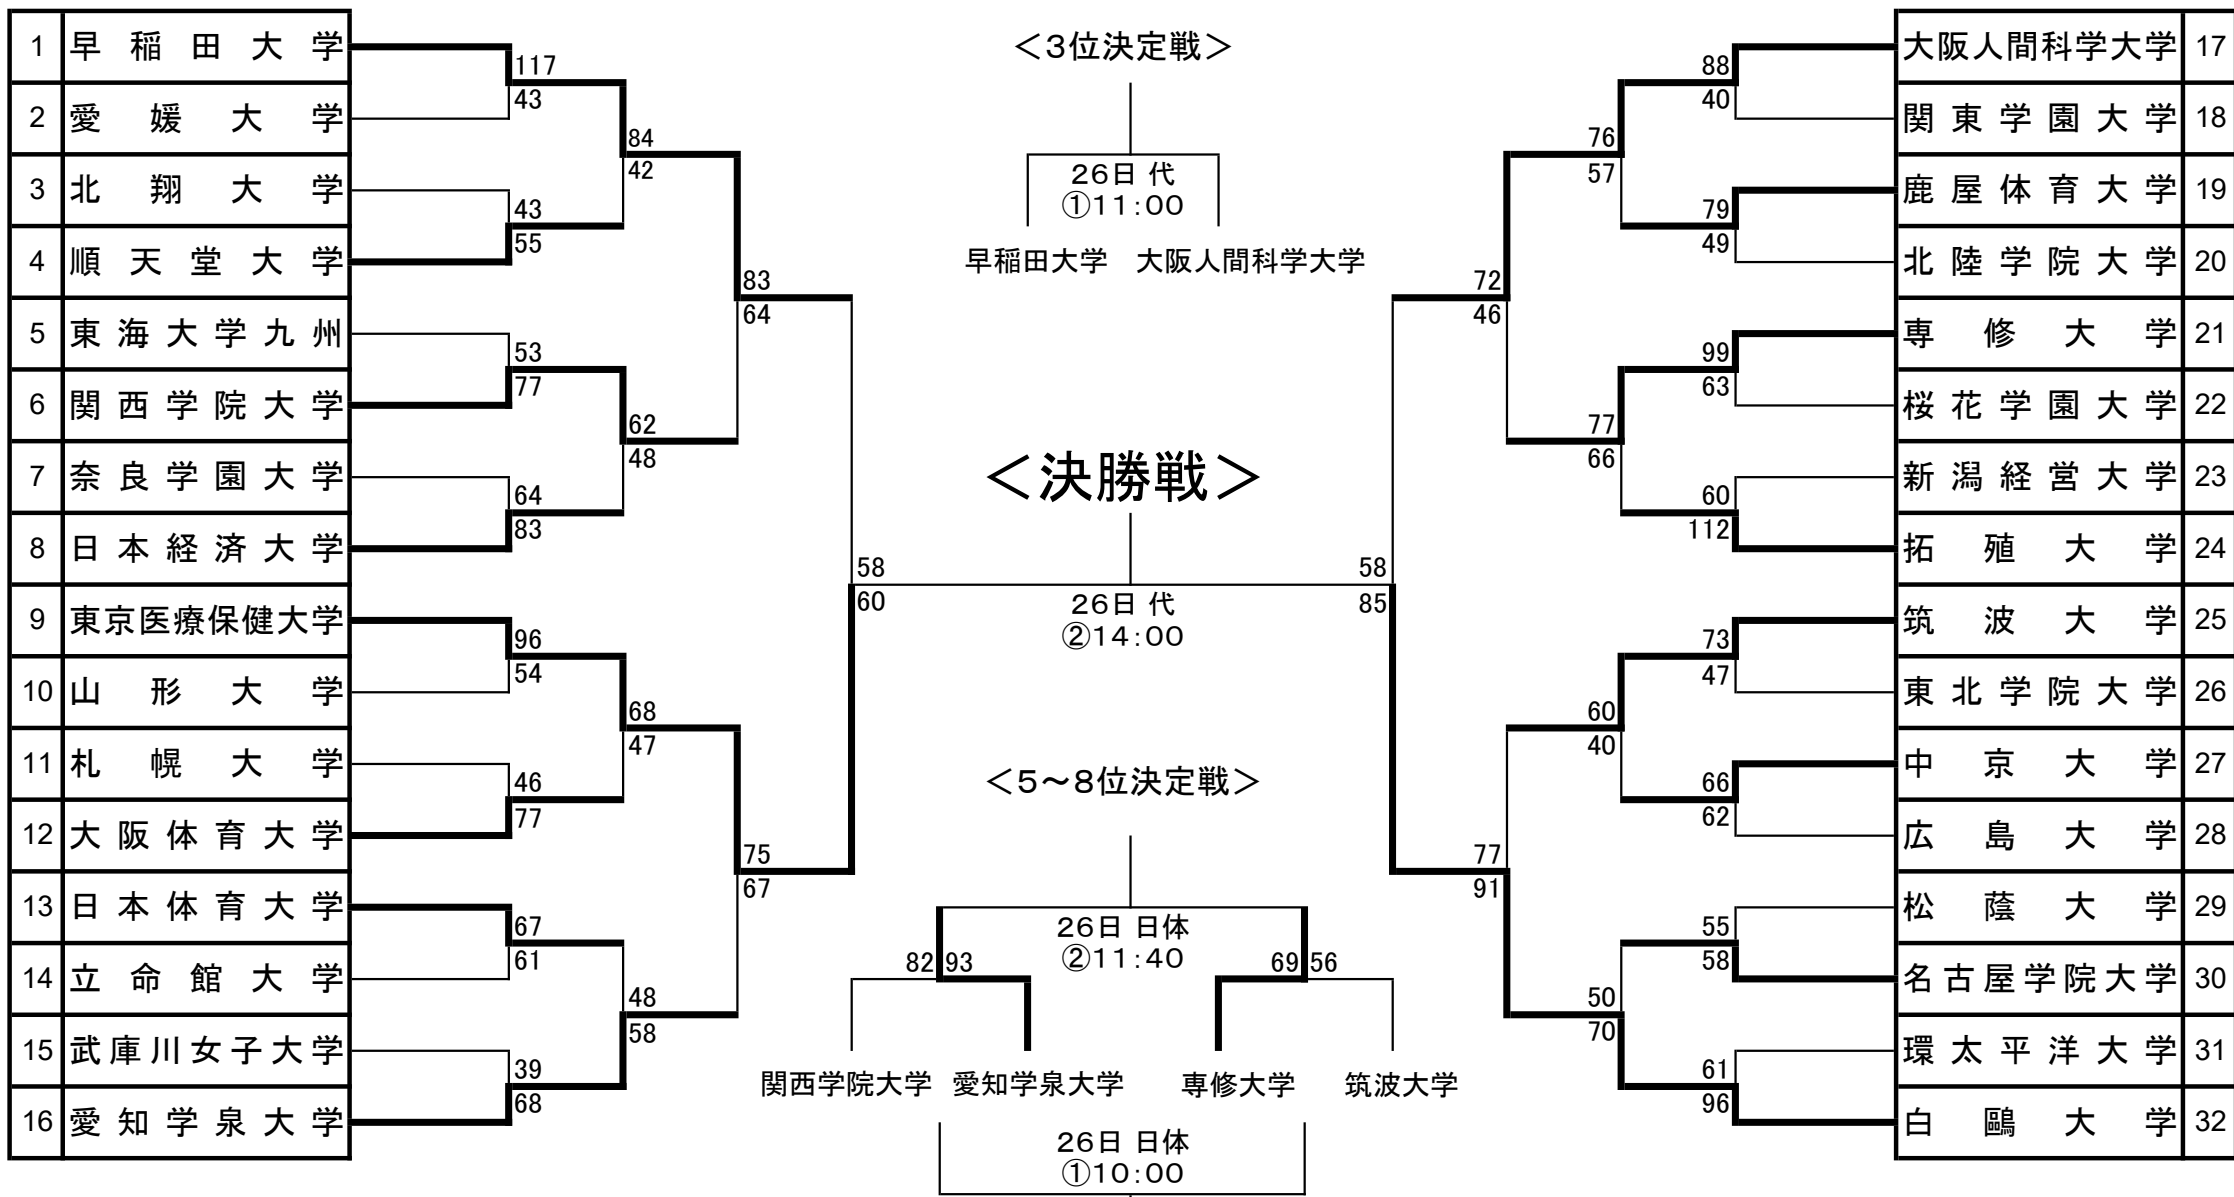 1 早稲田大学
2 愛媛大学
3 北翔大学
4 順天堂大学
5 東海大学九州
6 関西学院大学
7 奈良学園大学
8 日本経済大学
9 東京医療保健大学
10 山形大学
11 札幌大学
12 大阪体育大学
13 日本体育大学
14 立命館大学
15 武庫川女子大学
16 愛知学泉大学
117
43
43
55
53
77
64
83
96
54
46
77
67
61
39
68
84
42
62
48
68
47
48
58
83
64
75
67
58
60
＜3位決定戦＞
26日 代
①11:00
早稲田大学 大阪人間科学大学
＜決勝戦＞
26日 代
②14:00
＜5～8位決定戦＞
26日 日体
②11:40
82 93 69 56
関西学院大学 愛知学泉大学 専修大学 筑波大学
26日 日体
①10:00
58
85
72
46
77
91
76
57
77
66
60
40
50
70
88
40
79
49
99
63
60
112
73
47
66
62
55
58
61
96
大阪人間科学大学 17
関東学園大学 18
鹿屋体育大学 19
北陸学院大学 20
専修大学 21
桜花学園大学 22
新潟経営大学 23
拓殖大学 24
筑波大学 25
東北学院大学 26
中京大学 27
広島大学 28
松蔭大学 29
名古屋学院大学 30
環太平洋大学 31
白鷗大学 32